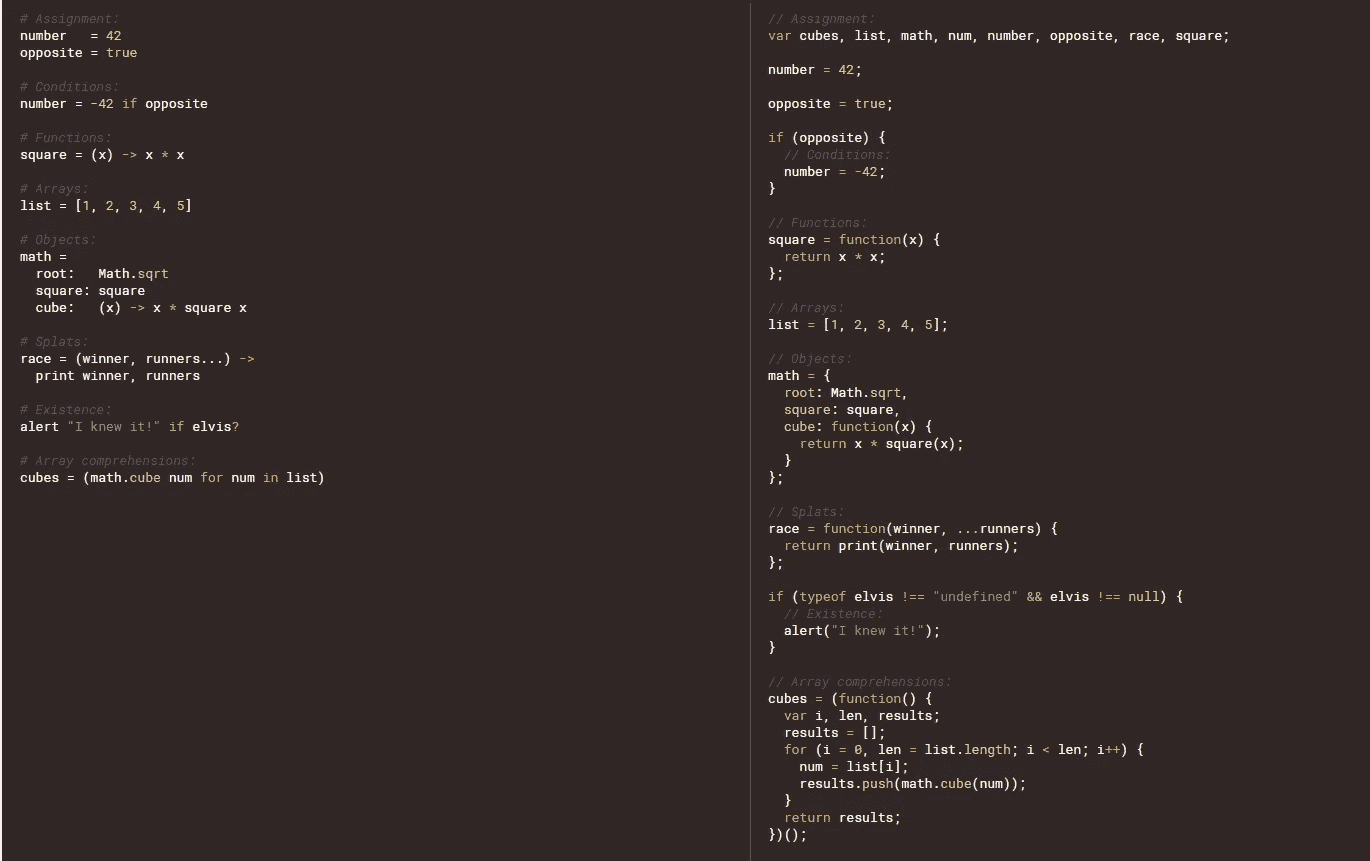 # Assignment:
number   = 42
opposite = true

# Conditions:
number = -42 if opposite

# Functions:
square = (x) -> x * x

# Arrays:
list = [1, 2, 3, 4, 5]

# Objects:
math =
  root:   Math.sqrt
  square: square
  cube:   (x) -> x * square x

# Splats:
race = (winner, runners...) ->
  print winner, runners

# Existence:
alert "I knew it!" if elvis?

# Array comprehensions:
cubes = (math.cube num for num in list)

// Assignment:
var cubes, list, math, num, number, opposite, race, square;

number = 42;

opposite = true;

if (opposite) {
  // Conditions:
  number = -42;
}

// Functions:
square = function(x) {
  return x * x;
};

// Arrays:
list = [1, 2, 3, 4, 5];

// Objects:
math = {
  root: Math.sqrt,
  square: square,
  cube: function(x) {
    return x * square(x);
  }
};

// Splats:
race = function(winner, ...runners) {
  return print(winner, runners);
};

if (typeof elvis !== "undefined" && elvis !== null) {
  // Existence:
  alert("I knew it!");
}

// Array comprehensions:
cubes = (function() {
  var i, len, results;
  results = [];
  for (i = 0, len = list.length; i < len; i++) {
    num = list[i];
    results.push(math.cube(num));
  }
  return results;
})();